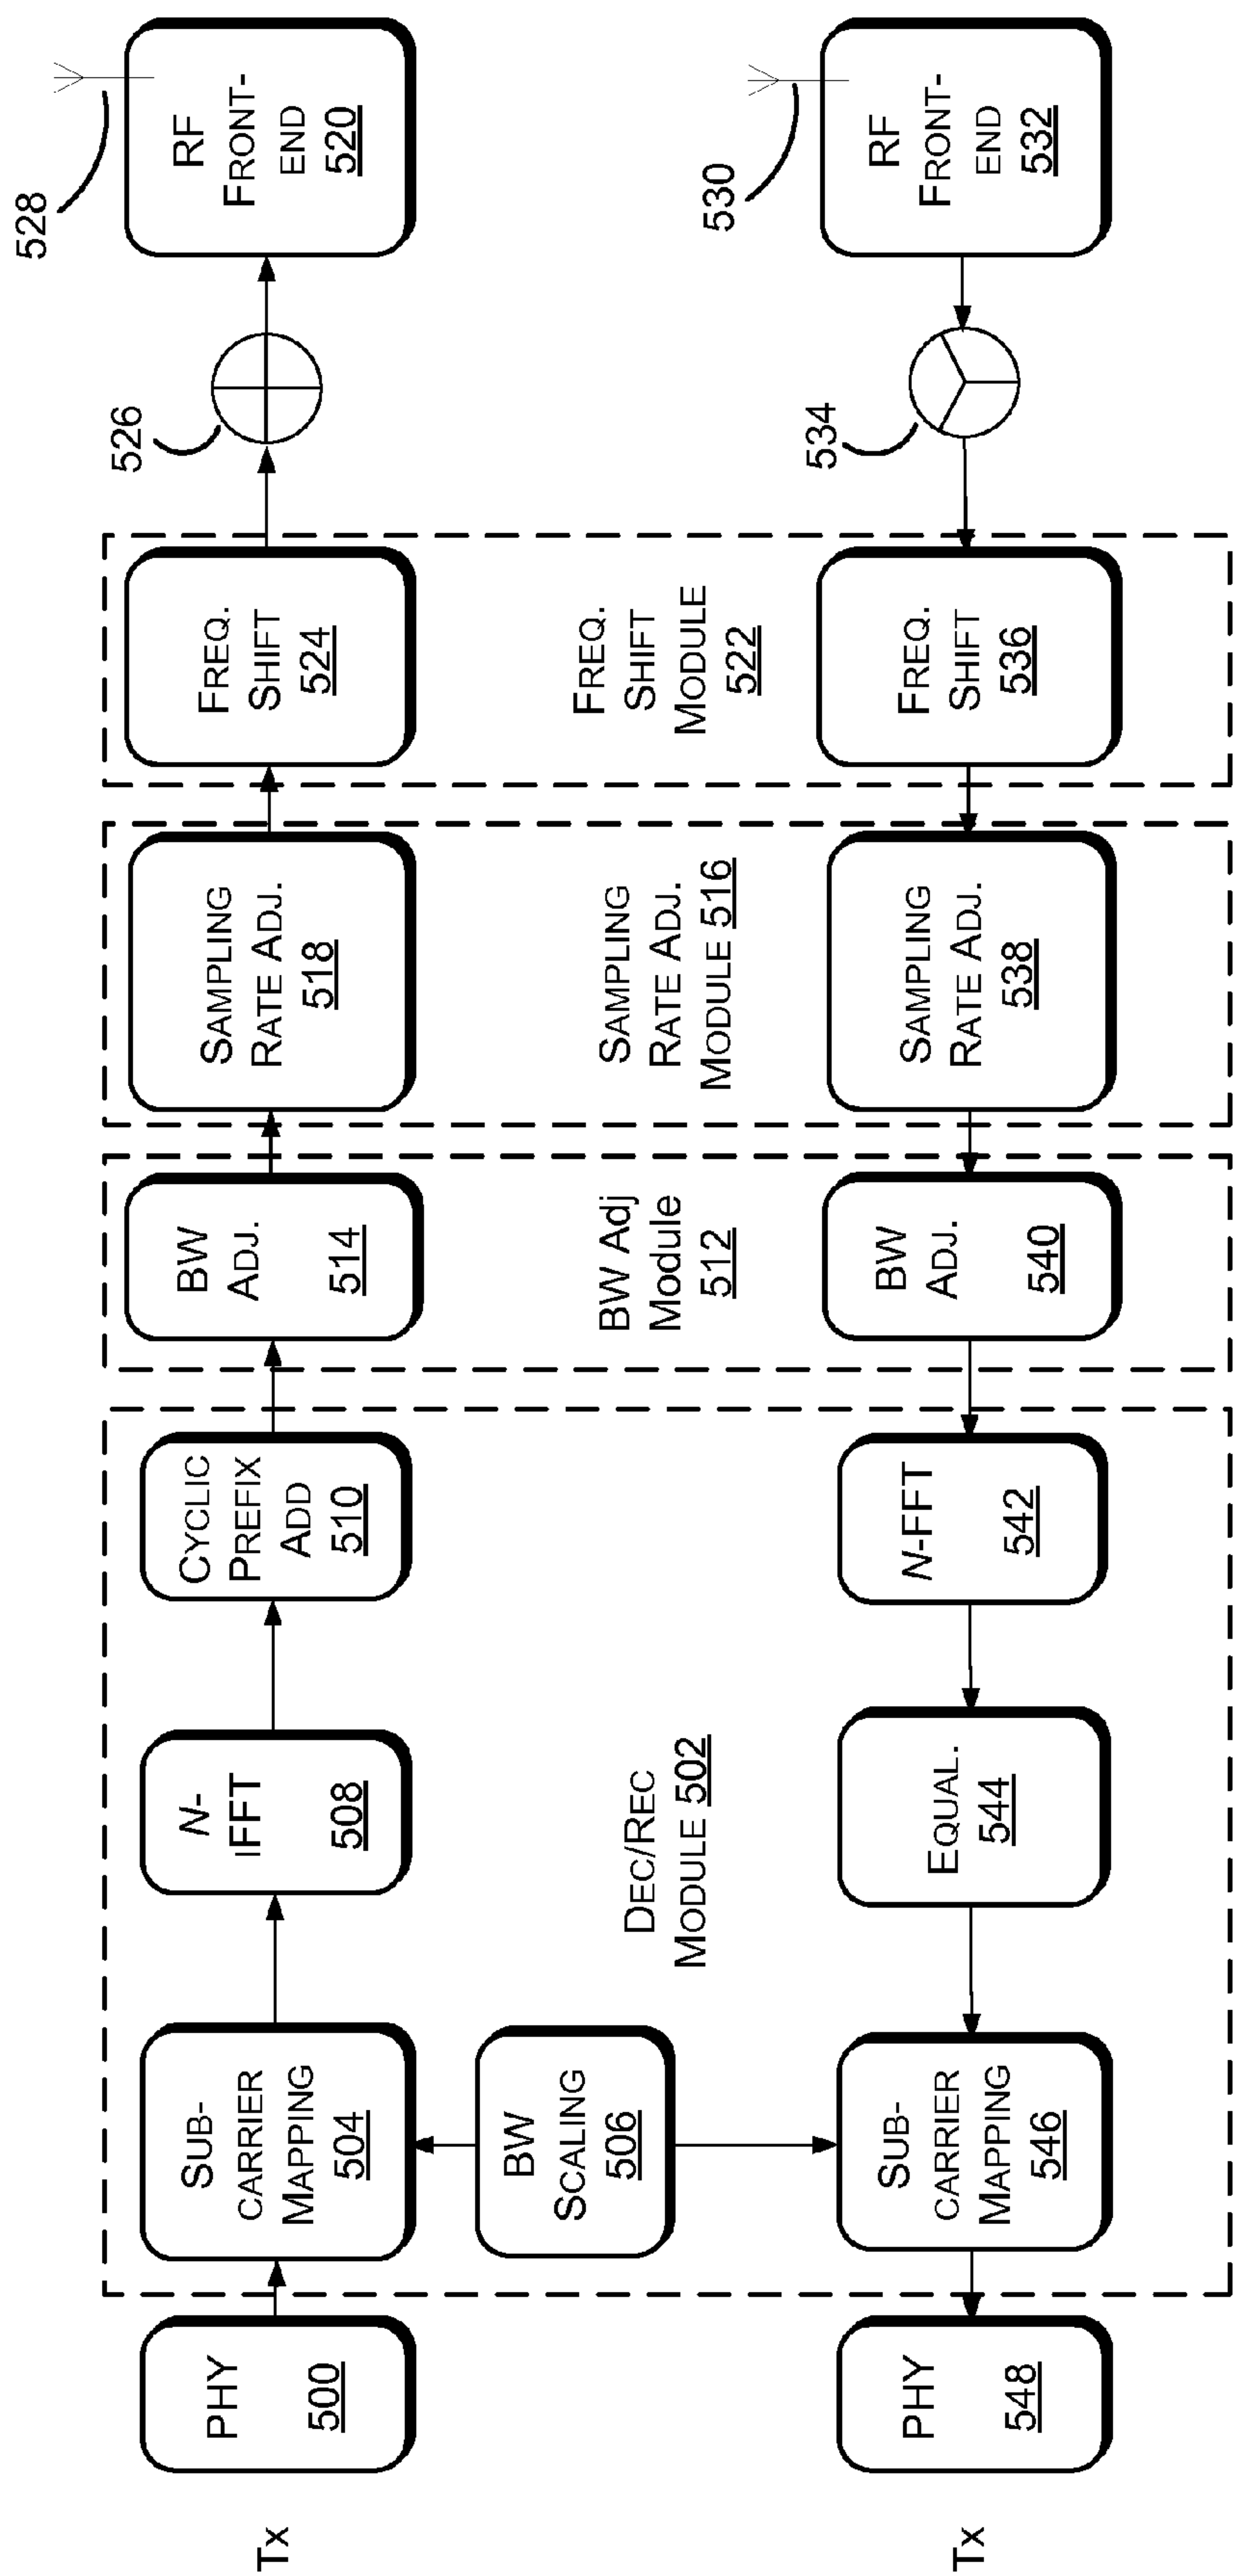 Tx
PHY
500
SUB-
CARRIER
MAPPING
504
N-
IFFT
508
CYCLIC
PREFIX
ADD
510
BW
ADJ.
514
SAMPLING
RATE ADJ.
518
FREQ.
SHIFT
524
526
RF
FRONT-
END
520
528
BW
SCALING
506
DEC/REC
MODULE 502
BW Adj
Module
512
SAMPLING
RATE ADJ.
MODULE 516
FREQ.
SHIFT
MODULE
522
Tx
PHY
548
SUB-
CARRIER
MAPPING
546
EQUAL.
544
N-FFT
542
BW
ADJ.
540
SAMPLING
RATE ADJ.
538
FREQ.
SHIFT
536
534
RF
FRONT-
END
532
530